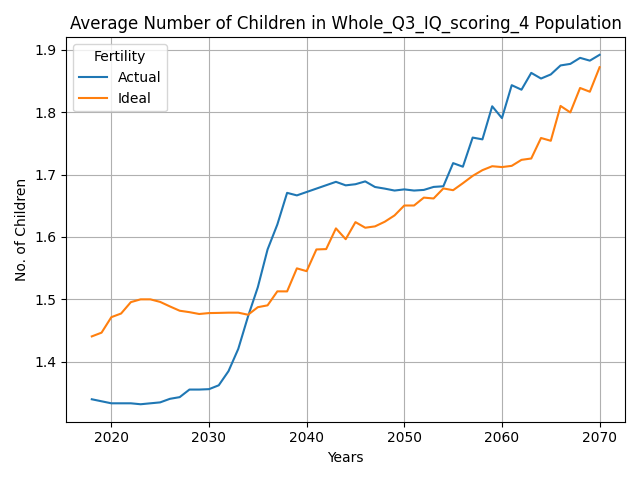 Average Number of Children in Whole_Q3_IQ_scoring_4 Population
Fertility
Actual
Ideal
1.9
1.8
1.7
1.6
1.5
1.4
No. of Children
2020 2030 2040 2050 2060 2070
Years